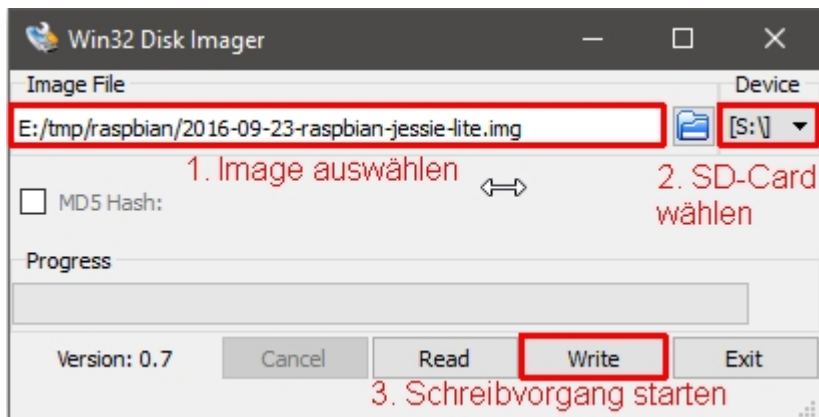 Win32 Disk Imager
Image File
Device
E:/tmp/raspbian/2016-09-23-raspbian-jessie-lite.img
[S:\]
1. Image auswählen
2. SD-Card
wählen
MD5 Hash:
Progress
Version: 0.7
Cancel
Read
Write
Exit
3. Schreibvorgang starten